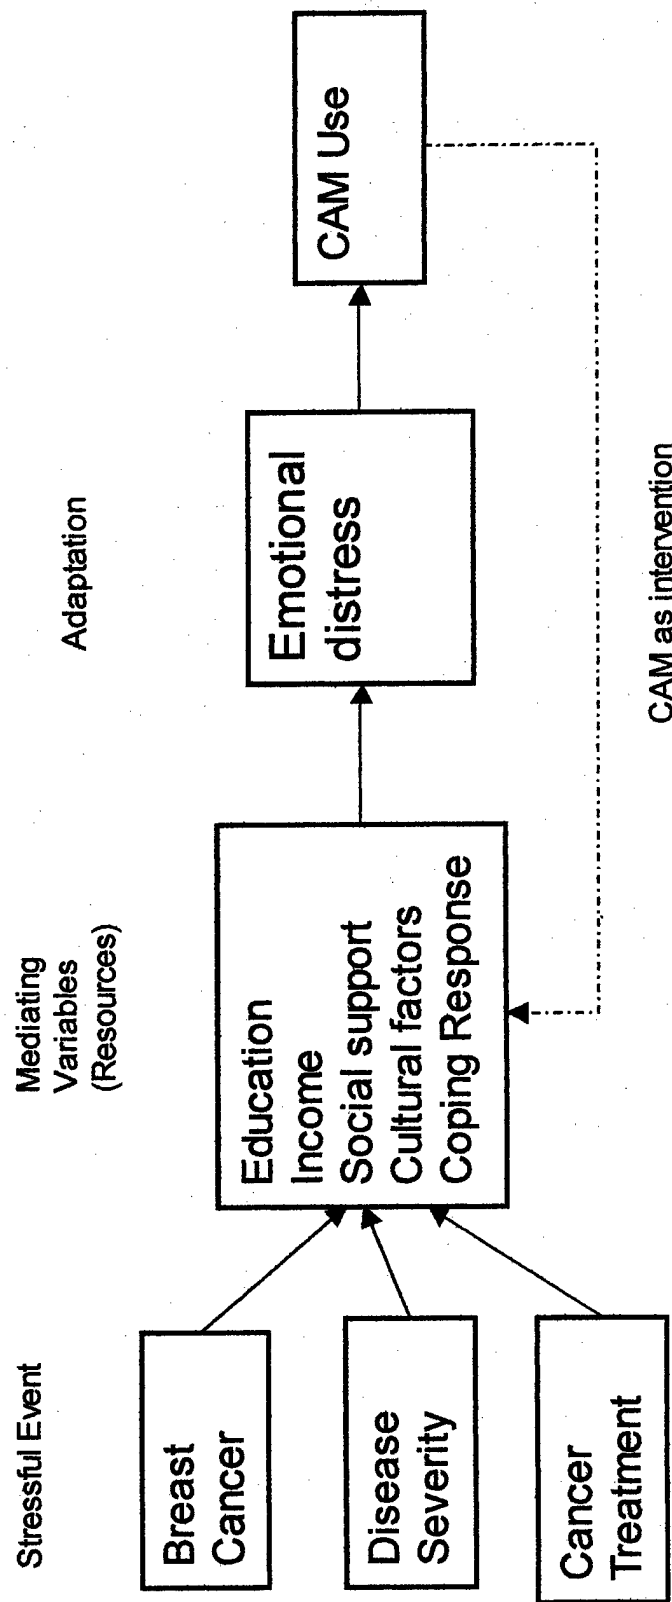 Stressful Event
Mediating
Variables
(Resources)
Adaptation
Breast
Cancer
Disease
Severity
Cancer
Treatment
Education
Income
Social support
Cultural factors
Coping Response
Emotional
distress
CAM Use
CAM as intervention